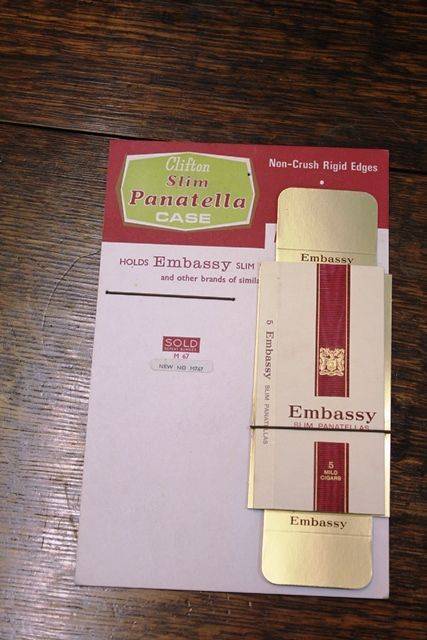 Clifton
Slim
Panatella
CASE
Non-Crush Rigid Edges
HOLDS Embassy SLIM
and other brands of simila
SOLD
M 67
NEW NO M767
Embassy
5 Embassy SLIM PANATELLAS
Embassy
SLIM PANATELLAS
5
MILD
CIGARS
Embassy